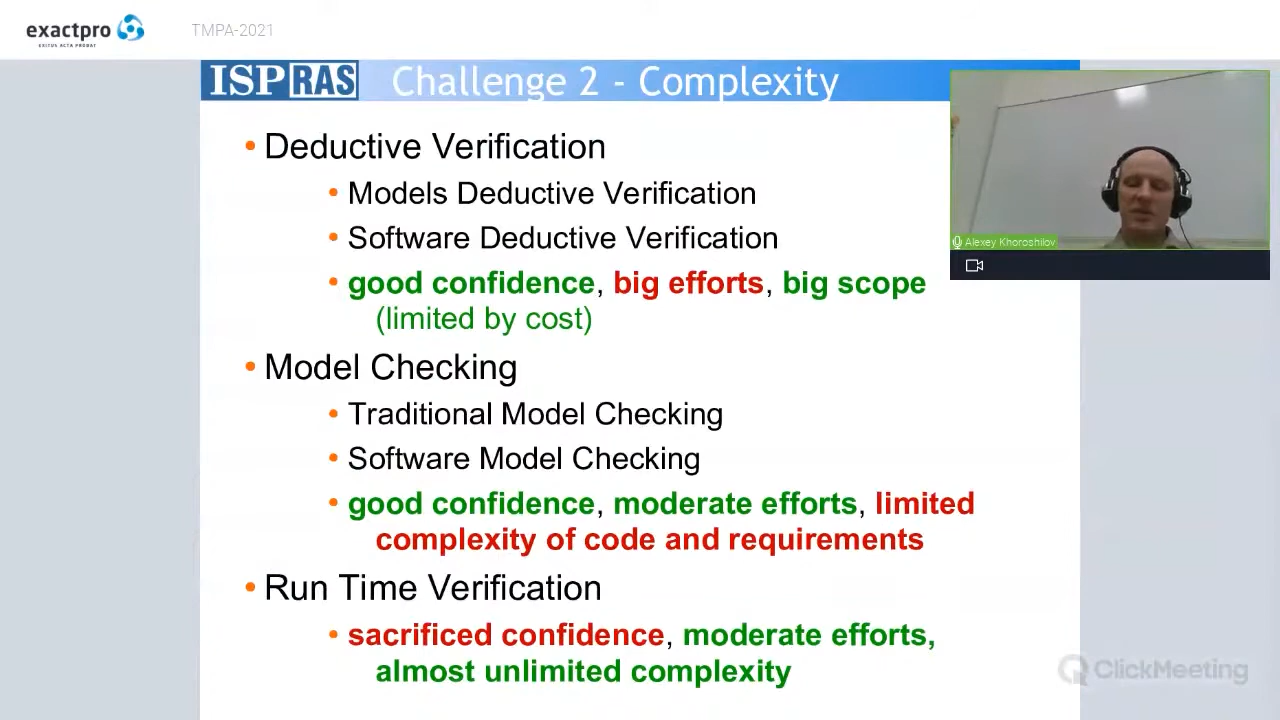 exactpro
EXITUS ACTA PROBAT
TMPA-2021
ISPRAS
Challenge 2 - Complexity
• Deductive Verification
• Models Deductive Verification
• Software Deductive Verification
• good confidence, big efforts, big scope
(limited by cost)
Alexey Khoroshilov
• Model Checking
• Traditional Model Checking
• Software Model Checking
• good confidence, moderate efforts, limited
complexity of code and requirements
• Run Time Verification
• sacrificed confidence, moderate efforts,
almost unlimited complexity
ClickMeeting